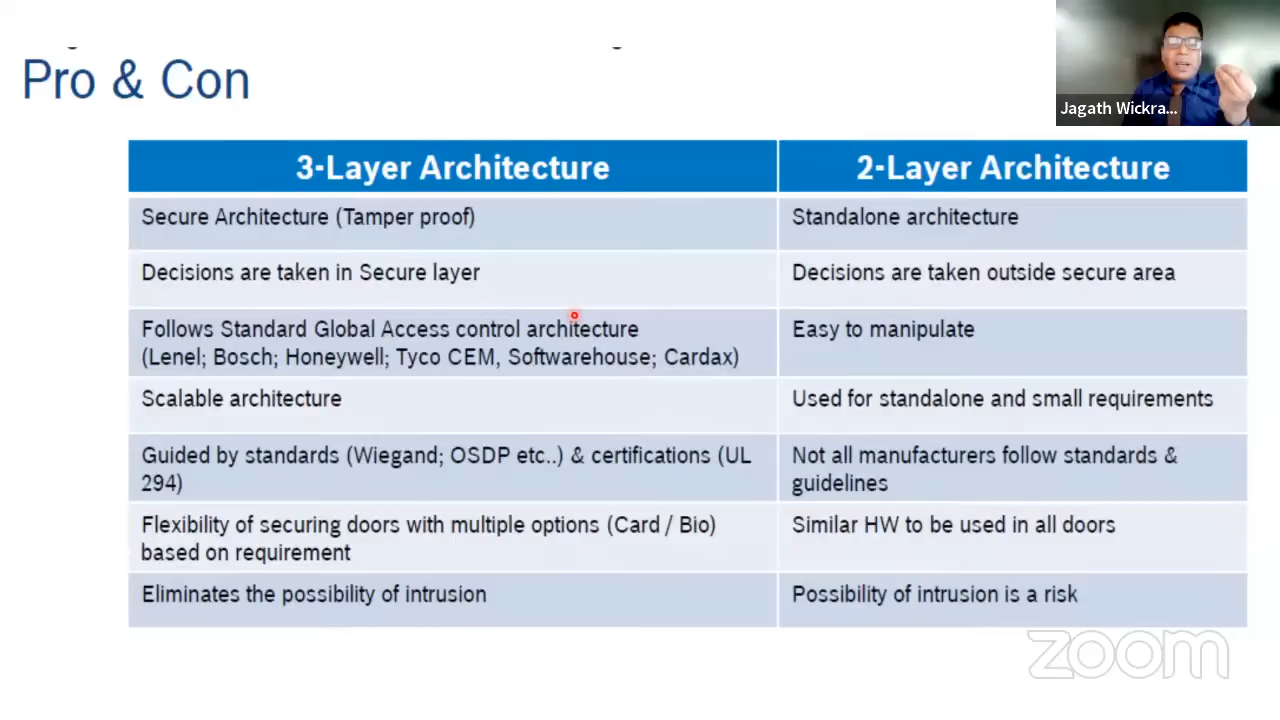 Pro & Con
Jagath Wickra...
3-Layer Architecture
2-Layer Architecture
Secure Architecture (Tamper proof)
Standalone architecture
Decisions are taken in Secure layer
Decisions are taken outside secure area
Follows Standard Global Access control architecture
(Lenel; Bosch; Honeywell; Tyco CEM, Softwarehouse; Cardax)
Easy to manipulate
Scalable architecture
Used for standalone and small requirements
Guided by standards (Wiegand; OSDP etc..) & certifications (UL
294)
Not all manufacturers follow standards &
guidelines
Flexibility of securing doors with multiple options (Card / Bio)
based on requirement
Similar HW to be used in all doors
Eliminates the possibility of intrusion
Possibility of intrusion is a risk
zoom